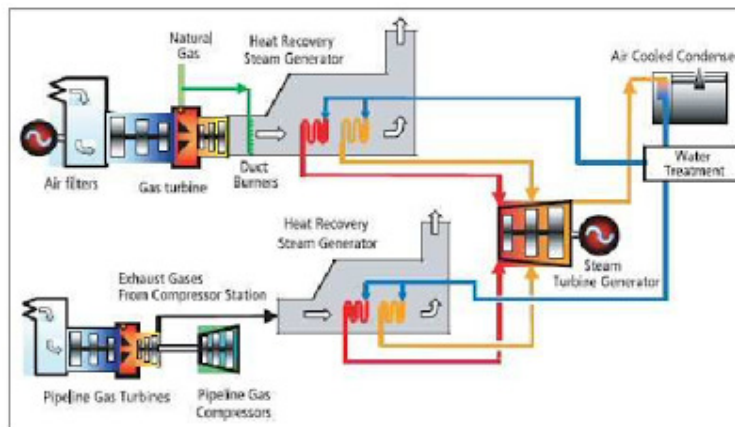 Natural
Gas
Heat Recovery
Steam Generator
Air Cooled Condense
Air filters
Gas turbine
Duct
Burners
Water
Treatment
Heat Recovery
Steam Generator
Steam
Turbine Generator
Exhaust Gases
From Compressor Station
Pipeline Gas Turbines
Pipeline Gas
Compressors